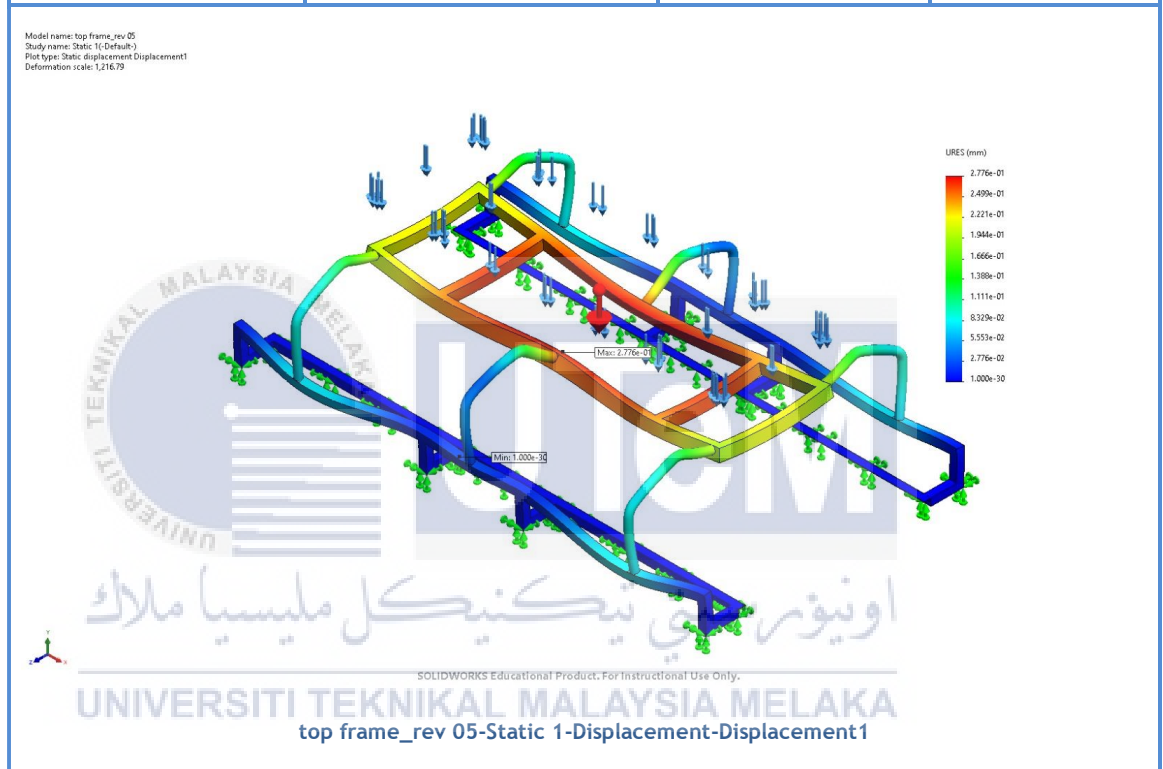 Model name: top frame_rev 05
Study name: Static 1(-Default-)
Plot type: Static displacement Displacement1
Deformation scale: 1,216.79
URES (mm)
2.776e-01
2.499e-01
2.221e-01
1.944e-01
1.666e-01
1.388e-01
1.111e-01
8.329e-02
5.553e-02
2.776e-02
1.000e-30
Max: 2.776e-01
Min: 1.000e-30
UNIVERSITI TEKNIKAL MALAYSIA MELAKA
UTeM
اونيۏرسيتي تيكنيكل مليسيا ملاك
SOLIDWORKS Educational Product. For Instructional Use Only.
UNIVERSITI TEKNIKAL MALAYSIA MELAKA
top frame_rev 05-Static 1-Displacement-Displacement1